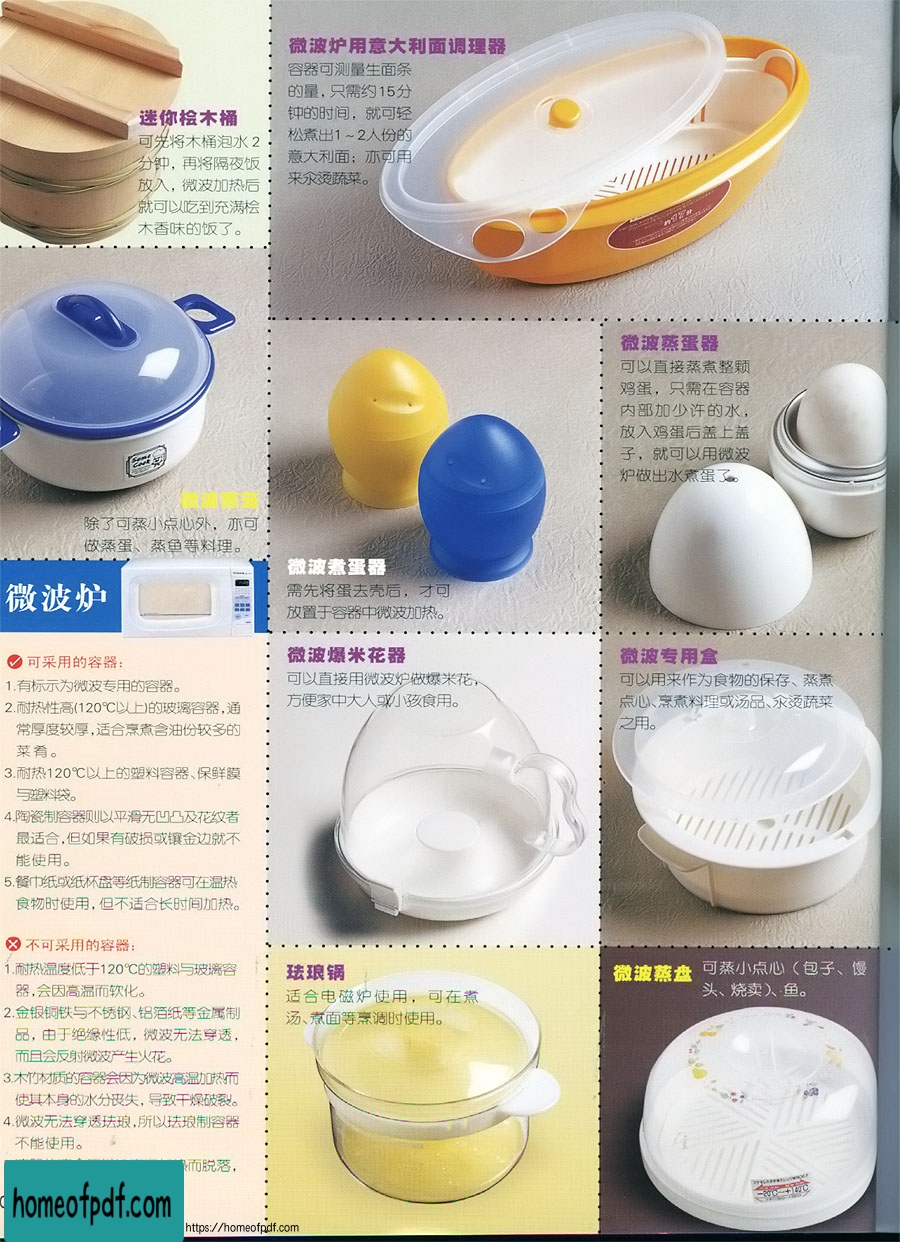 迷你桧木桶
可先将木桶泡水2
分钟，再将隔夜饭
放入，微波加热后
就可以吃到充满桧
木香味的饭了。
微波炉用意大利面调理器
容器可测量生面条
的量，只需约15分
钟的时间，就可轻
松煮出1~2人份的
意大利面；亦可用
来汆烫蔬菜。
Some
Cook
微波蒸笼
除了可蒸小点心外，亦可
做蒸蛋、蒸鱼等料理。
微波煮蛋器
需先将蛋去壳后，才可
放置于容器中微波加热。
微波蒸蛋器
可以直接蒸煮整颗
鸡蛋，只需在容器
内部加少许的水，
放入鸡蛋后盖上盖
子，就可以用微波
炉做出水煮蛋了。
微波炉
可采用的容器：
1.有标示为微波专用的容器。
2.耐热性高(120℃以上)的玻璃容器，通
常厚度较厚，适合烹煮含油份较多的
菜肴。
3.耐热120℃以上的塑料容器、保鲜膜
与塑料袋。
4.陶瓷制容器则以平滑无凹凸及花纹者
最适合，但如果有破损或镶金边就不
能使用。
5.餐巾纸或纸杯盘等纸制容器可在温热
食物时使用，但不适合长时间加热。
不可采用的容器：
1.耐热温度低于120℃的塑料与玻璃容
器，会因高温而软化。
2.金银铜铁与不锈钢、铝箔纸等金属制
品，由于绝缘性低，微波无法穿透，
而且会反射微波产生火花。
3.木竹材质的容器会因为微波高温加热而
使其本身的水分丧失，导致干燥破裂。
4.微波无法穿透珐琅，所以珐琅制容器
不能使用。
而脱落，
微波爆米花器
可以直接用微波炉做爆米花，
方便家中大人或小孩食用。
微波专用盒
可以用来作为食物的保存、蒸煮
点心、烹煮料理或汤品、汆烫蔬菜
之用。
珐琅锅
适合电磁炉使用，可在煮
汤、煮面等烹调时使用。
微波蒸盘
可蒸小点心（包子、馒
头、烧卖）、鱼。
-20℃~+140℃
homeofpdf.com
https://homeofpdf.com